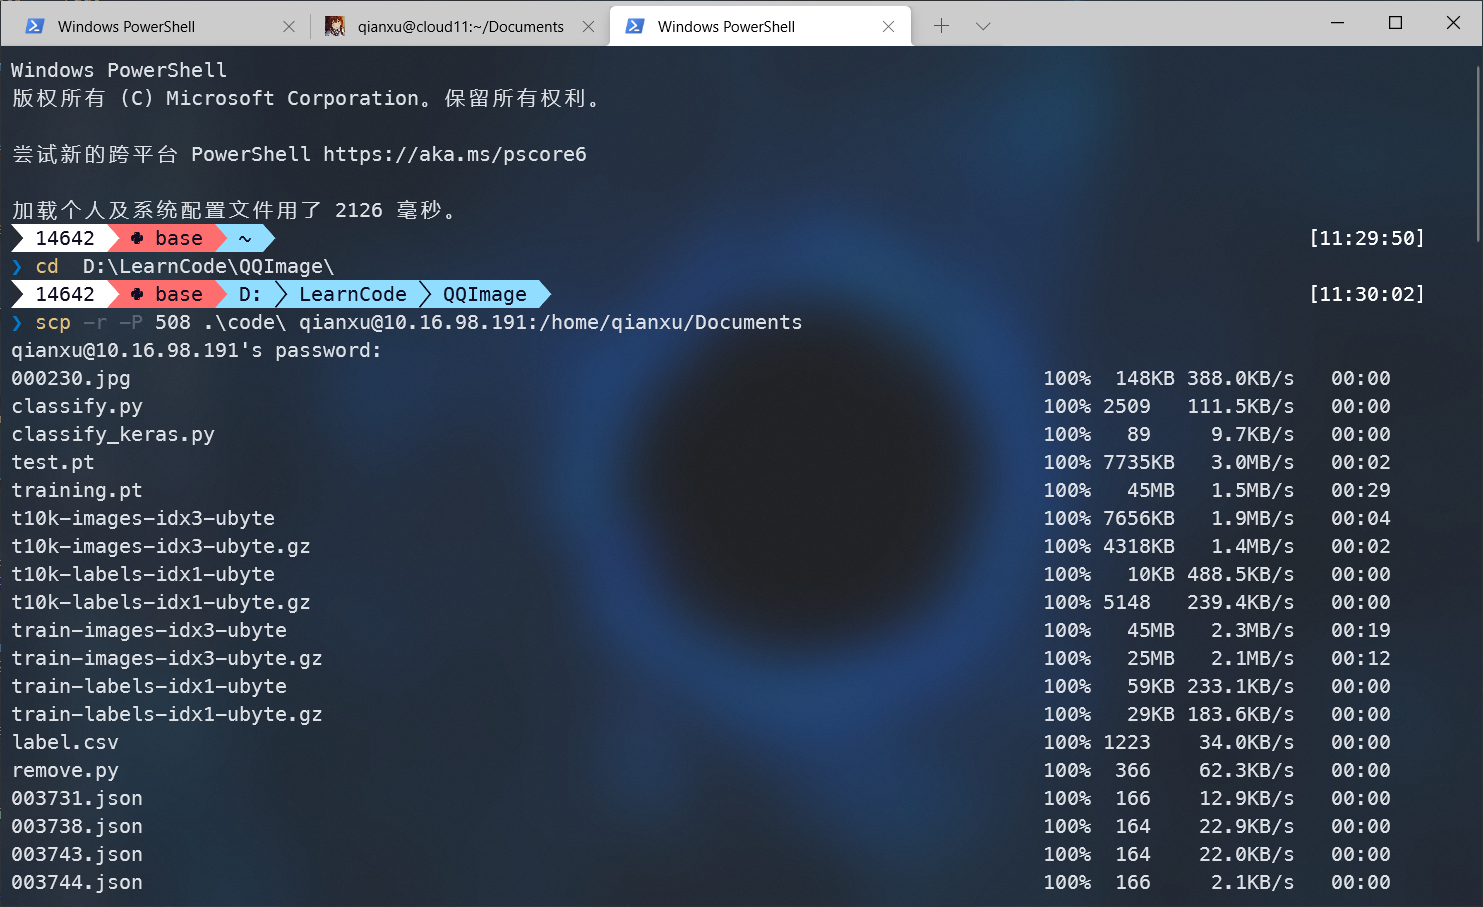 Windows PowerShell
qianxu@cloud11:~/Documents
Windows PowerShell
Windows PowerShell
版权所有 (C) Microsoft Corporation。保留所有权利。
尝试新的跨平台 PowerShell https://aka.ms/pscore6
加载个人及系统配置文件用了 2126 毫秒。
14642 base ~ [11:29:50]
❯ cd  D:\LearnCode\QQImage\
14642 base D: LearnCode QQImage [11:30:02]
❯ scp -r -P 508 .\code\ qianxu@10.16.98.191:/home/qianxu/Documents
qianxu@10.16.98.191's password:
000230.jpg 100% 148KB 388.0KB/s 00:00
classify.py 100% 2509 111.5KB/s 00:00
classify_keras.py 100% 89 9.7KB/s 00:00
test.pt 100% 7735KB 3.0MB/s 00:02
training.pt 100% 45MB 1.5MB/s 00:29
t10k-images-idx3-ubyte 100% 7656KB 1.9MB/s 00:04
t10k-images-idx3-ubyte.gz 100% 4318KB 1.4MB/s 00:02
t10k-labels-idx1-ubyte 100% 10KB 488.5KB/s 00:00
t10k-labels-idx1-ubyte.gz 100% 5148 239.4KB/s 00:00
train-images-idx3-ubyte 100% 45MB 2.3MB/s 00:19
train-images-idx3-ubyte.gz 100% 25MB 2.1MB/s 00:12
train-labels-idx1-ubyte 100% 59KB 233.1KB/s 00:00
train-labels-idx1-ubyte.gz 100% 29KB 183.6KB/s 00:00
label.csv 100% 1223 34.0KB/s 00:00
remove.py 100% 366 62.3KB/s 00:00
003731.json 100% 166 12.9KB/s 00:00
003738.json 100% 164 22.9KB/s 00:00
003743.json 100% 164 22.0KB/s 00:00
003744.json 100% 166 2.1KB/s 00:00